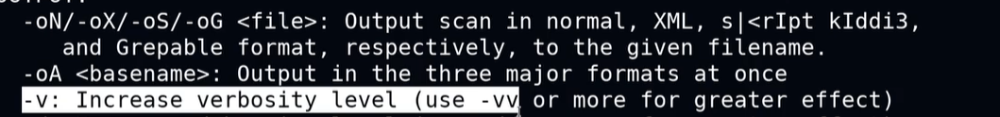 -oN/-oX/-oS/-oG <file>: Output scan in normal, XML, s|<rIpt kIddi3,
and Grepable format, respectively, to the given filename.
-oA <basename>: Output in the three major formats at once
-v: Increase verbosity level (use -vv or more for greater effect)